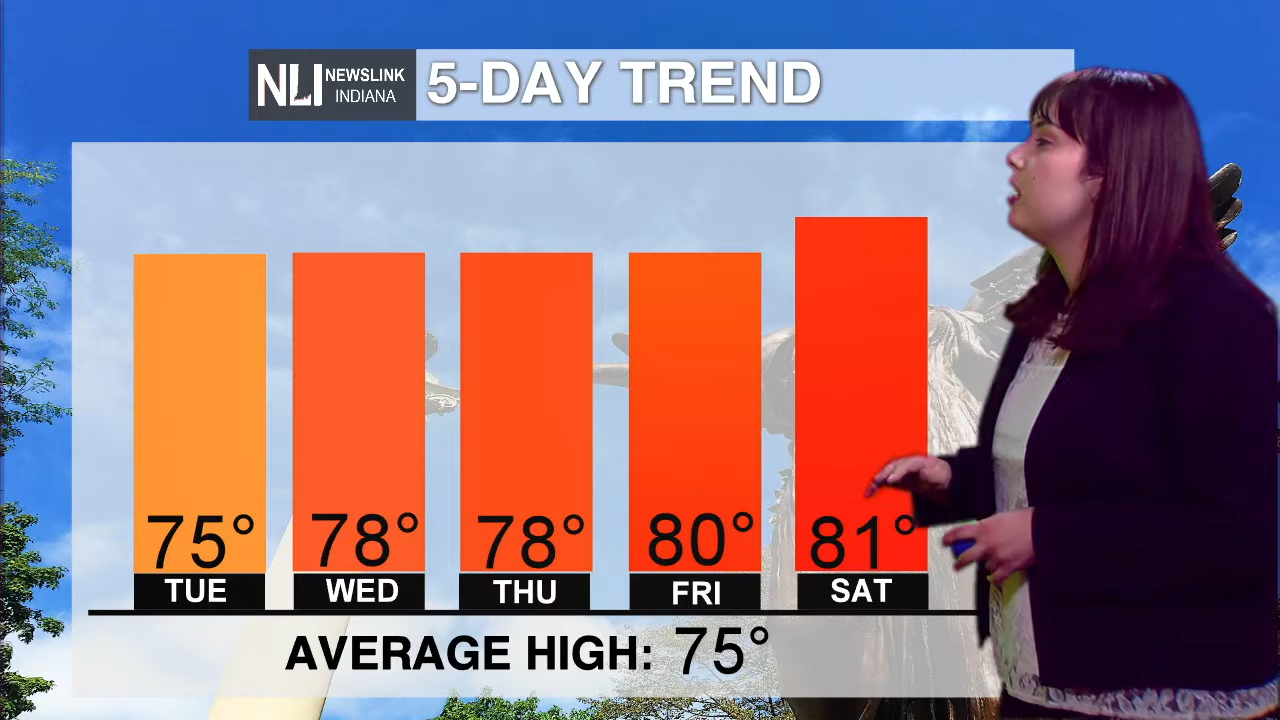 NLI NEWSLINK INDIANA 5-DAY TREND
75° 78° 78° 80° 81°
TUE WED THU FRI SAT
AVERAGE HIGH: 75°